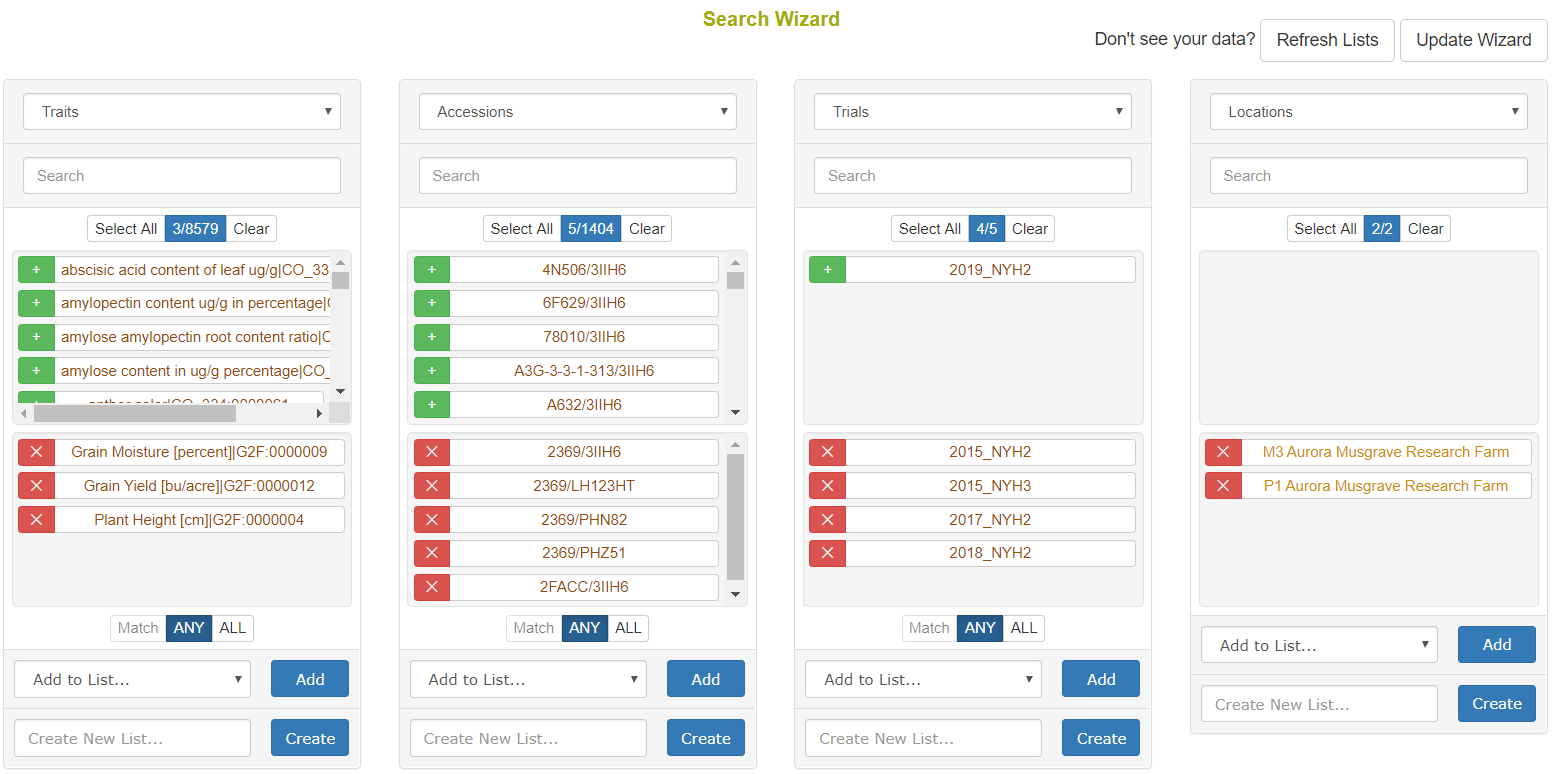 Search Wizard
Don't see your data? Refresh Lists Update Wizard
Traits
Search
Select All 3/8579 Clear
+ abscisic acid content of leaf ug/g|CO_33
+ amylopectin content ug/g in percentage|
+ amylose amylopectin root content ratio|C
+ amylose content in ug/g percentage|CO_
Grain Moisture [percent]|G2F:0000009
Grain Yield [bu/acre]|G2F:0000012
Plant Height [cm]|G2F:0000004
Match ANY ALL
Add to List... Add
Create New List... Create
Accessions
Search
Select All 5/1404 Clear
+ 4N506/3IIH6
+ 6F629/3IIH6
+ 78010/3IIH6
+ A3G-3-3-1-313/3IIH6
+ A632/3IIH6
2369/3IIH6
2369/LH123HT
2369/PHN82
2369/PHZ51
2FACC/3IIH6
Match ANY ALL
Add to List... Add
Create New List... Create
Trials
Search
Select All 4/5 Clear
+ 2019_NYH2
2015_NYH2
2015_NYH3
2017_NYH2
2018_NYH2
Match ANY ALL
Add to List... Add
Create New List... Create
Locations
Search
Select All 2/2 Clear
M3 Aurora Musgrave Research Farm
P1 Aurora Musgrave Research Farm
Add to List... Add
Create New List... Create